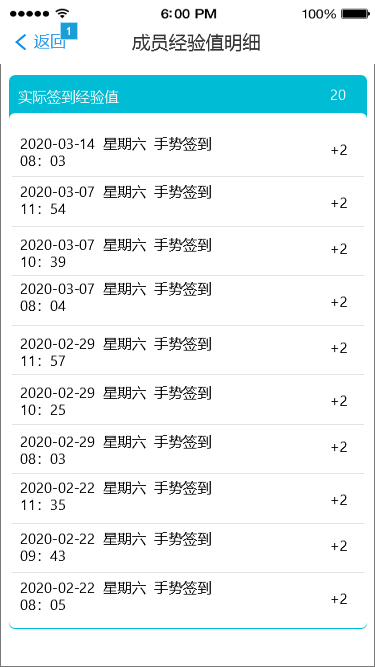 6:00 PM 100%
返回 1
成员经验值明细
实际签到经验值 20
2020-03-14 星期六 手势签到
08：03 +2
2020-03-07 星期六 手势签到
11：54 +2
2020-03-07 星期六 手势签到
10：39 +2
2020-03-07 星期六 手势签到
08：04 +2
2020-02-29 星期六 手势签到
11：57 +2
2020-02-29 星期六 手势签到
10：25 +2
2020-02-29 星期六 手势签到
08：03 +2
2020-02-22 星期六 手势签到
11：35 +2
2020-02-22 星期六 手势签到
09：43 +2
2020-02-22 星期六 手势签到
08：05 +2